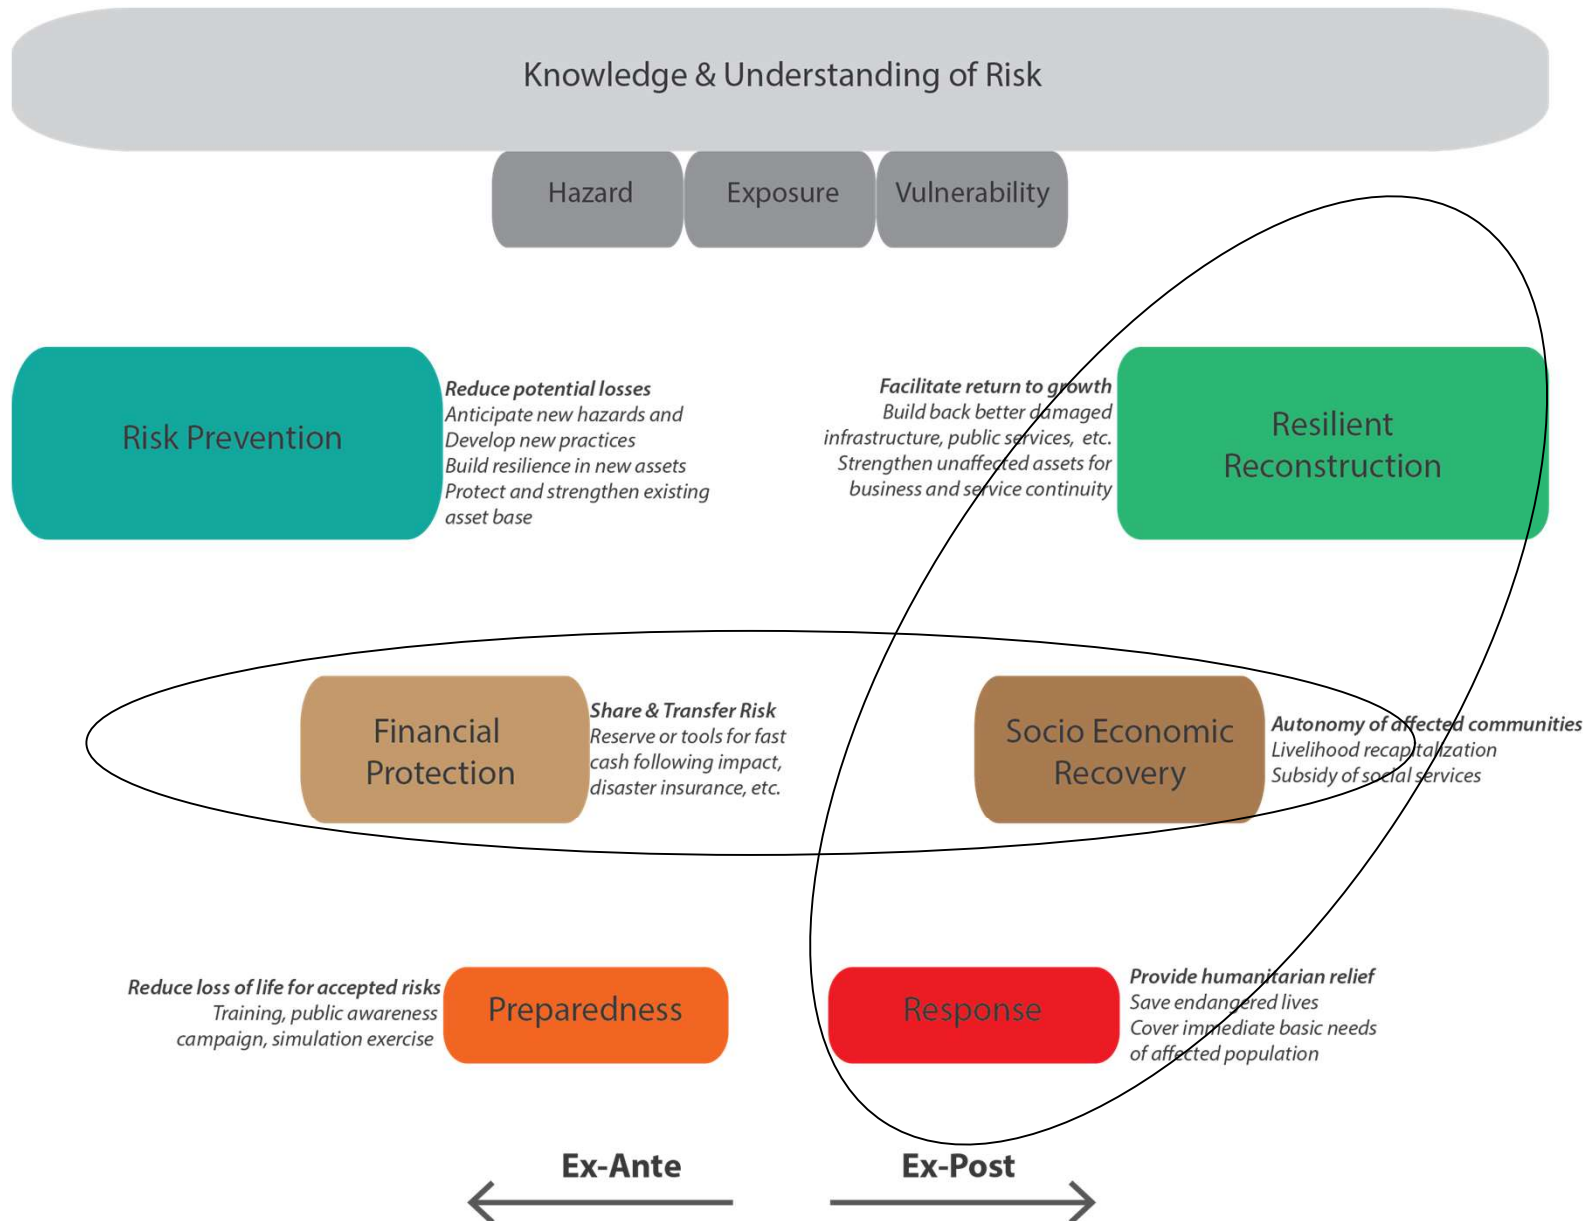 Knowledge & Understanding of Risk
Hazard
Exposure
Vulnerability
Risk Prevention
Reduce potential losses
Anticipate new hazards and
Develop new practices
Build resilience in new assets
Protect and strengthen existing
asset base
Facilitate return to growth
Build back better damaged
infrastructure, public services, etc.
Strengthen unaffected assets for
business and service continuity
Resilient
Reconstruction
Financial
Protection
Share & Transfer Risk
Reserve or tools for fast
cash following impact,
disaster insurance, etc.
Socio Economic
Recovery
Autonomy of affected communities
Livelihood recapitalization
Subsidy of social services
Reduce loss of life for accepted risks
Training, public awareness
campaign, simulation exercise
Preparedness
Response
Provide humanitarian relief
Save endangered lives
Cover immediate basic needs
of affected population
Ex-Ante
Ex-Post